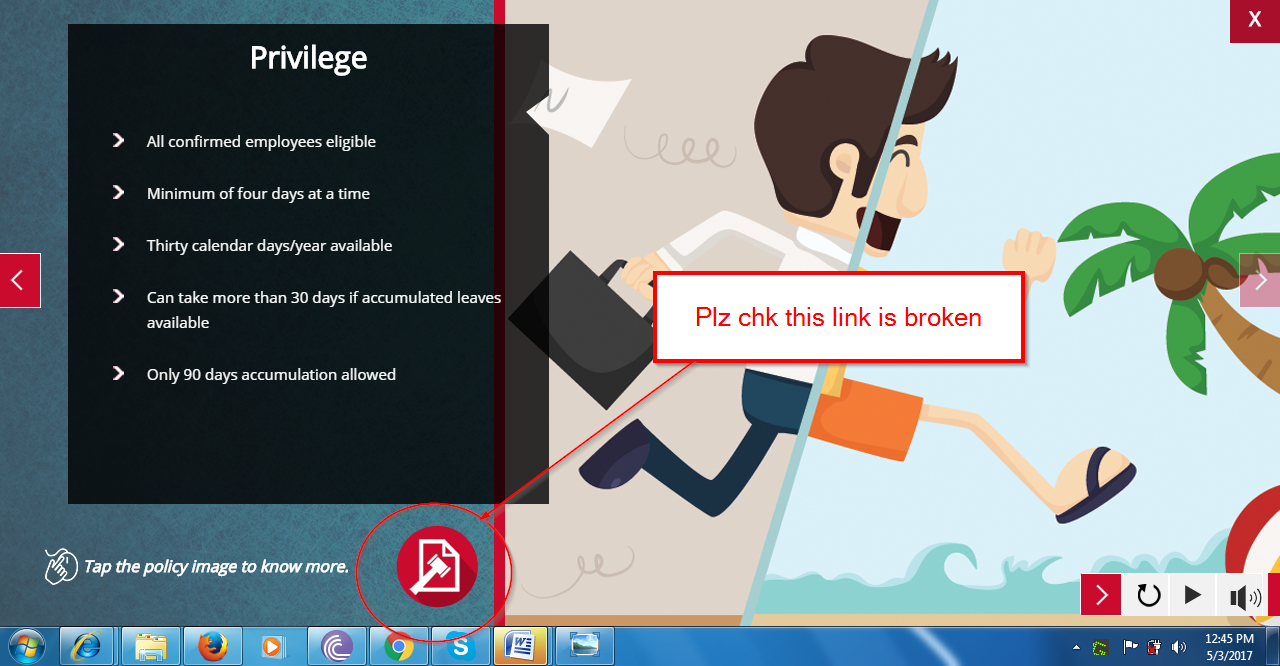 Privilege
All confirmed employees eligible
Minimum of four days at a time
Thirty calendar days/year available
Can take more than 30 days if accumulated leaves
available
Only 90 days accumulation allowed
X
Plz chk this link is broken
Tap the policy image to know more.
12:45 PM
5/3/2017